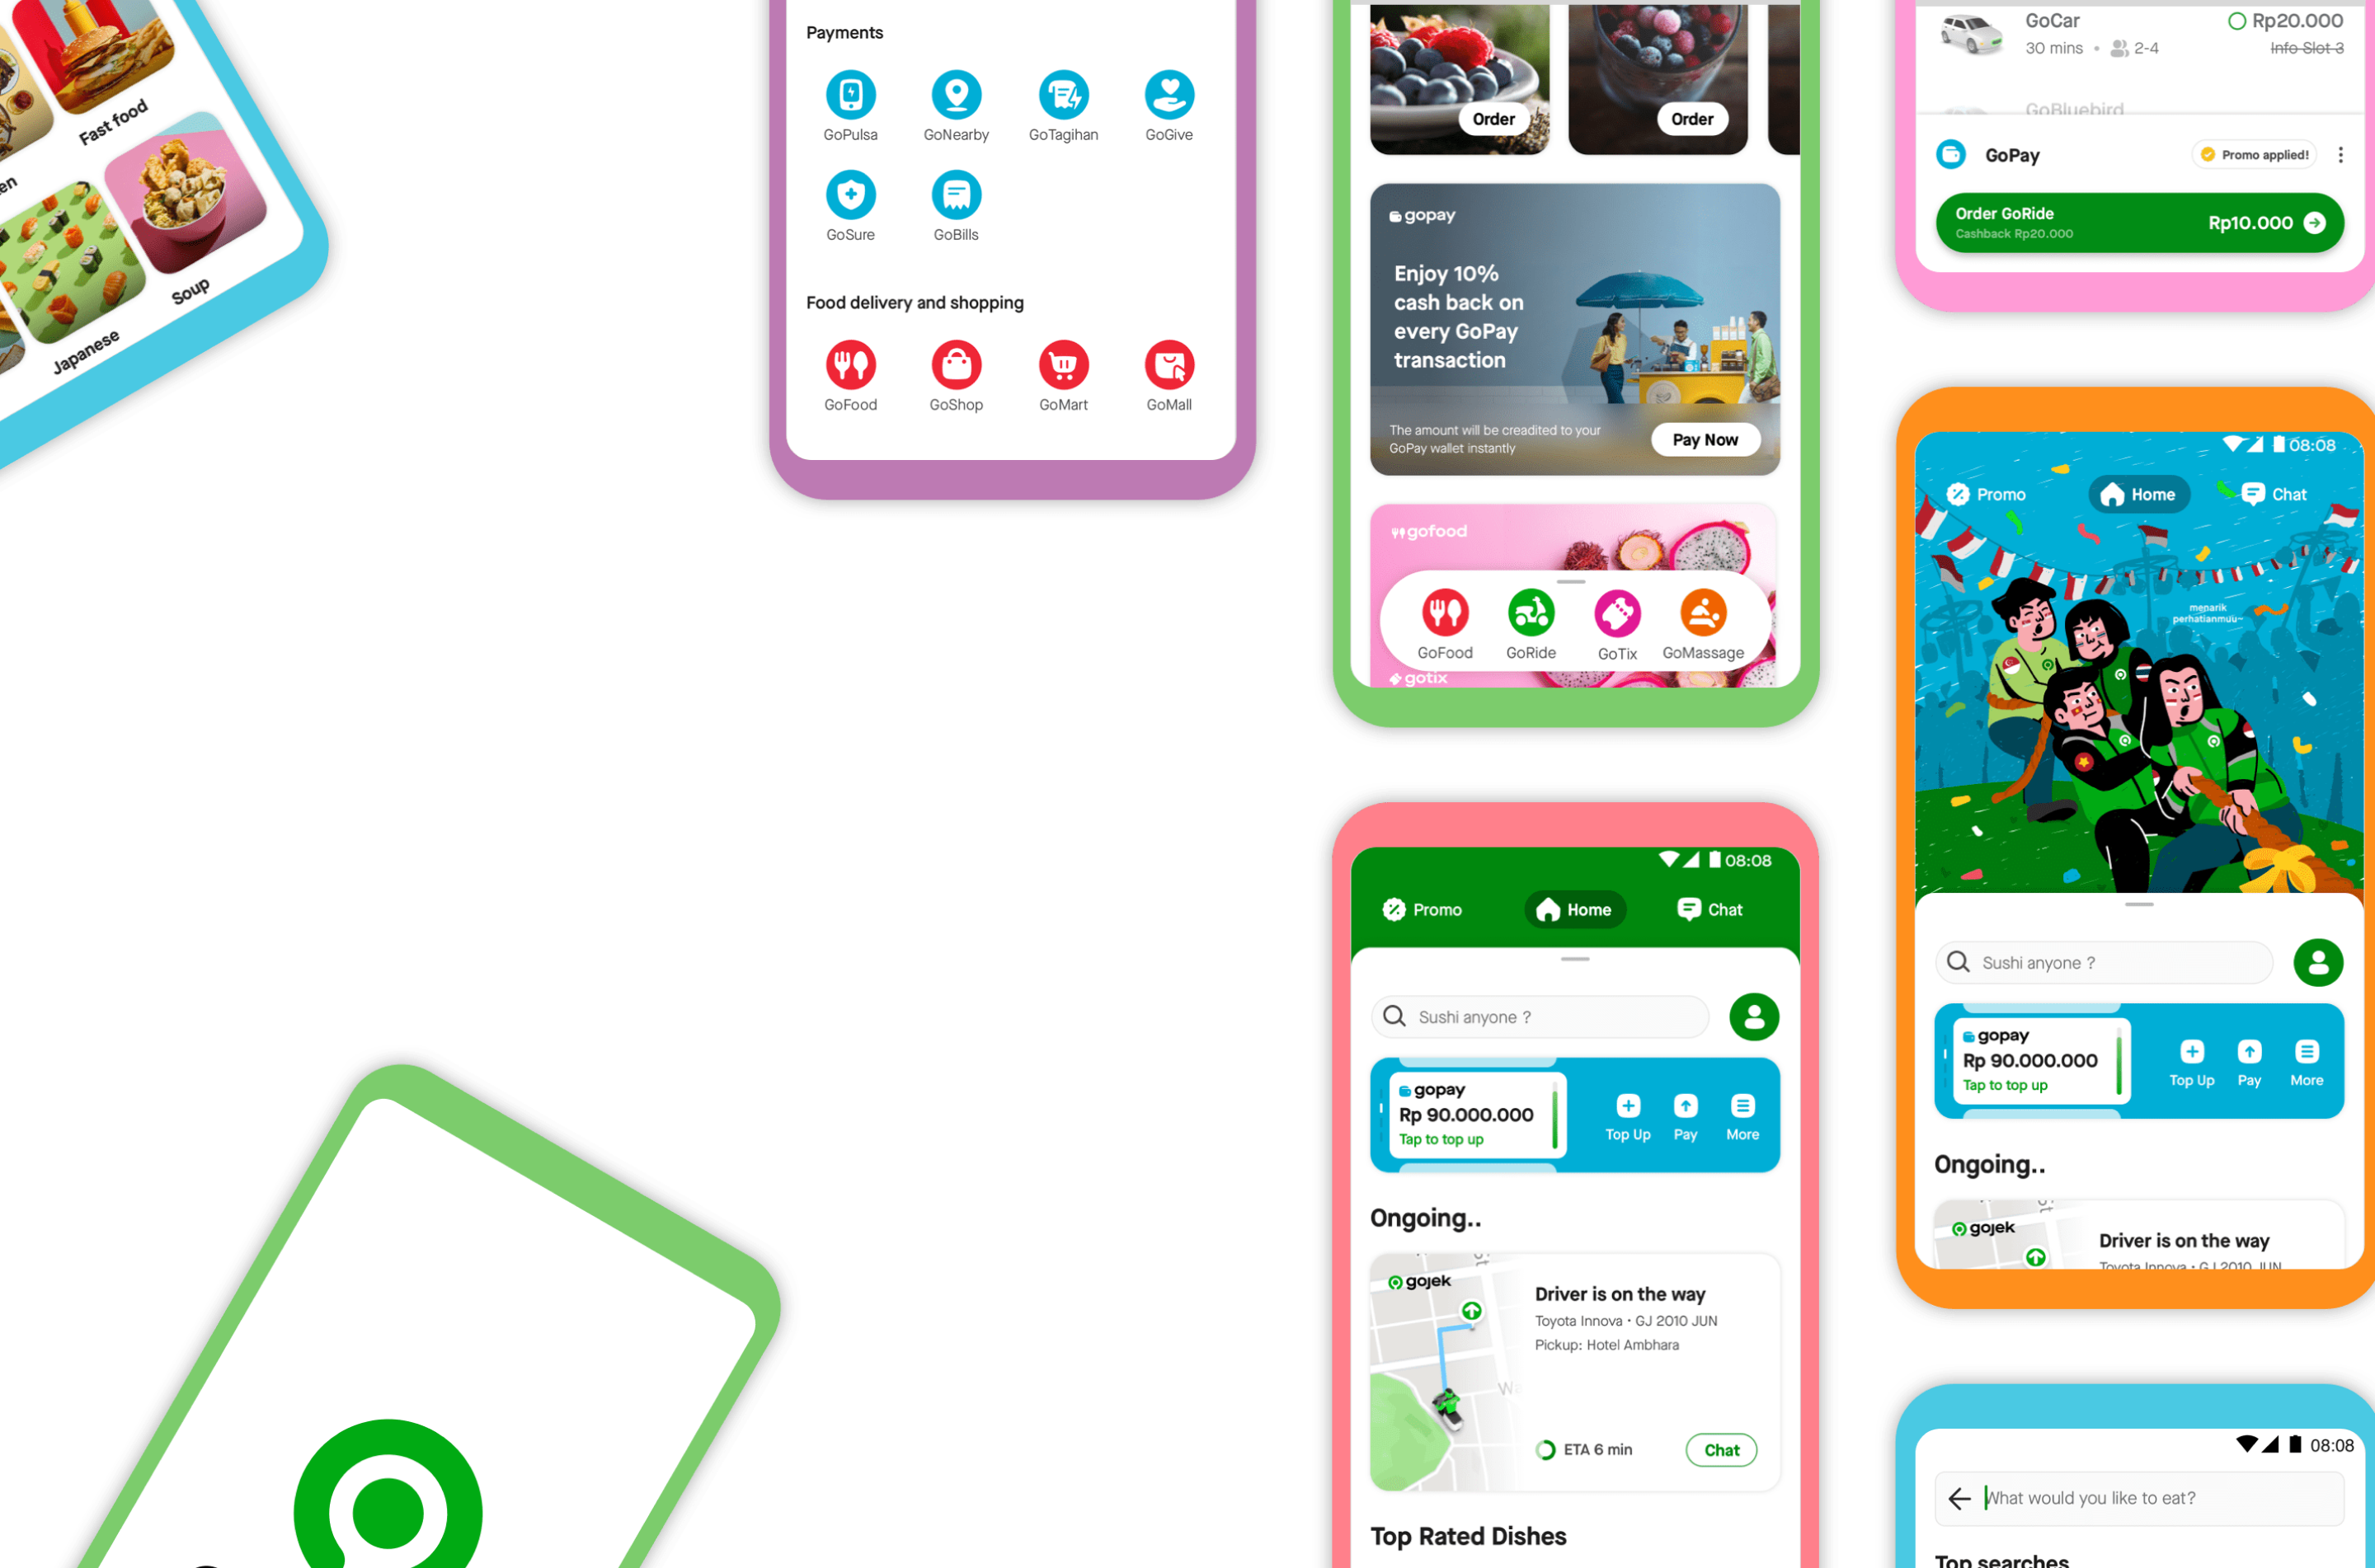 Fast food
en
Japanese
Soup
Payments
GoPulsa
GoNearby
GoTagihan
GoGive
GoSure
GoBills
Food delivery and shopping
GoFood
GoShop
GoMart
GoMall
Order
Order
gopay
Enjoy 10%
cash back on
every GoPay
transaction
The amount will be creadited to your
GoPay wallet instantly
Pay Now
gofood
GoFood
GoRide
GoTix
GoMassage
gotix
08:08
Promo
Home
Chat
Sushi anyone ?
gopay
Rp 90.000.000
Tap to top up
Top Up
Pay
More
Ongoing..
gojek
Driver is on the way
Toyota Innova • GJ 2010 JUN
Pickup: Hotel Ambhara
ETA 6 min
Chat
Top Rated Dishes
GoCar
Rp20.000
30 mins • 2-4
Info Slot 3
GoBluebird
GoPay
Promo applied!
Order GoRide
Cashback Rp20.000
Rp10.000
08:08
Promo
Home
Chat
menarik
perhatianmuu~
Sushi anyone ?
gopay
Rp 90.000.000
Tap to top up
Top Up
Pay
More
Ongoing..
gojek
Driver is on the way
Toyota Innova • GJ 2010 JUN
08:08
What would you like to eat?
Top searches